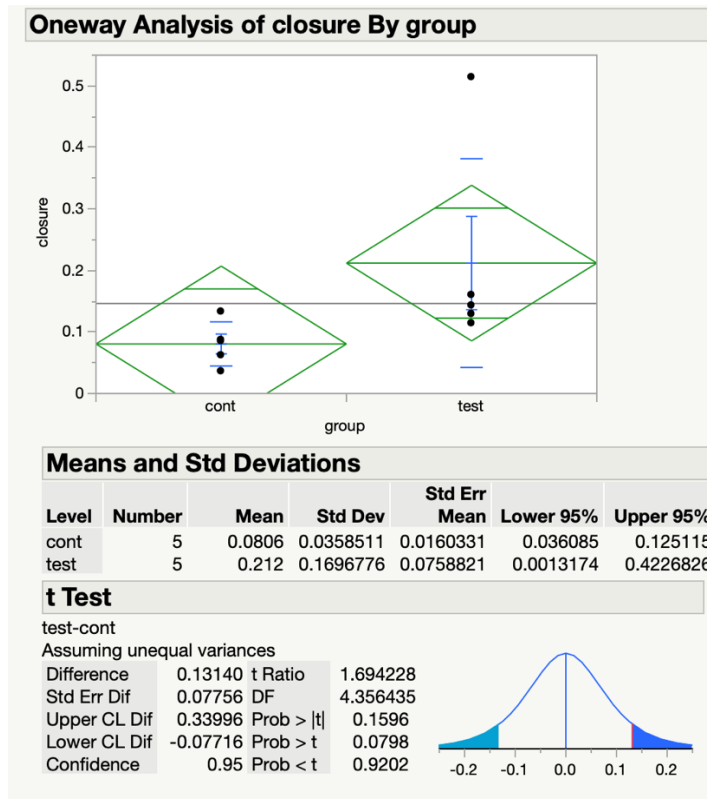 Oneway Analysis of closure By group
0.5
0.4
0.3
0.2
0.1
0
closure
cont test
group
Means and Std Deviations
Std Err
Level Number Mean Std Dev Mean Lower 95% Upper 95%
cont 5 0.0806 0.0358511 0.0160331 0.036085 0.125115
test 5 0.212 0.1696776 0.0758821 0.0013174 0.4226826
t Test
test-cont
Assuming unequal variances
Difference 0.13140 t Ratio 1.694228
Std Err Dif 0.07756 DF 4.356435
Upper CL Dif 0.33996 Prob > |t| 0.1596
Lower CL Dif -0.07716 Prob > t 0.0798
Confidence 0.95 Prob < t 0.9202
-0.2 -0.1 0.0 0.1 0.2